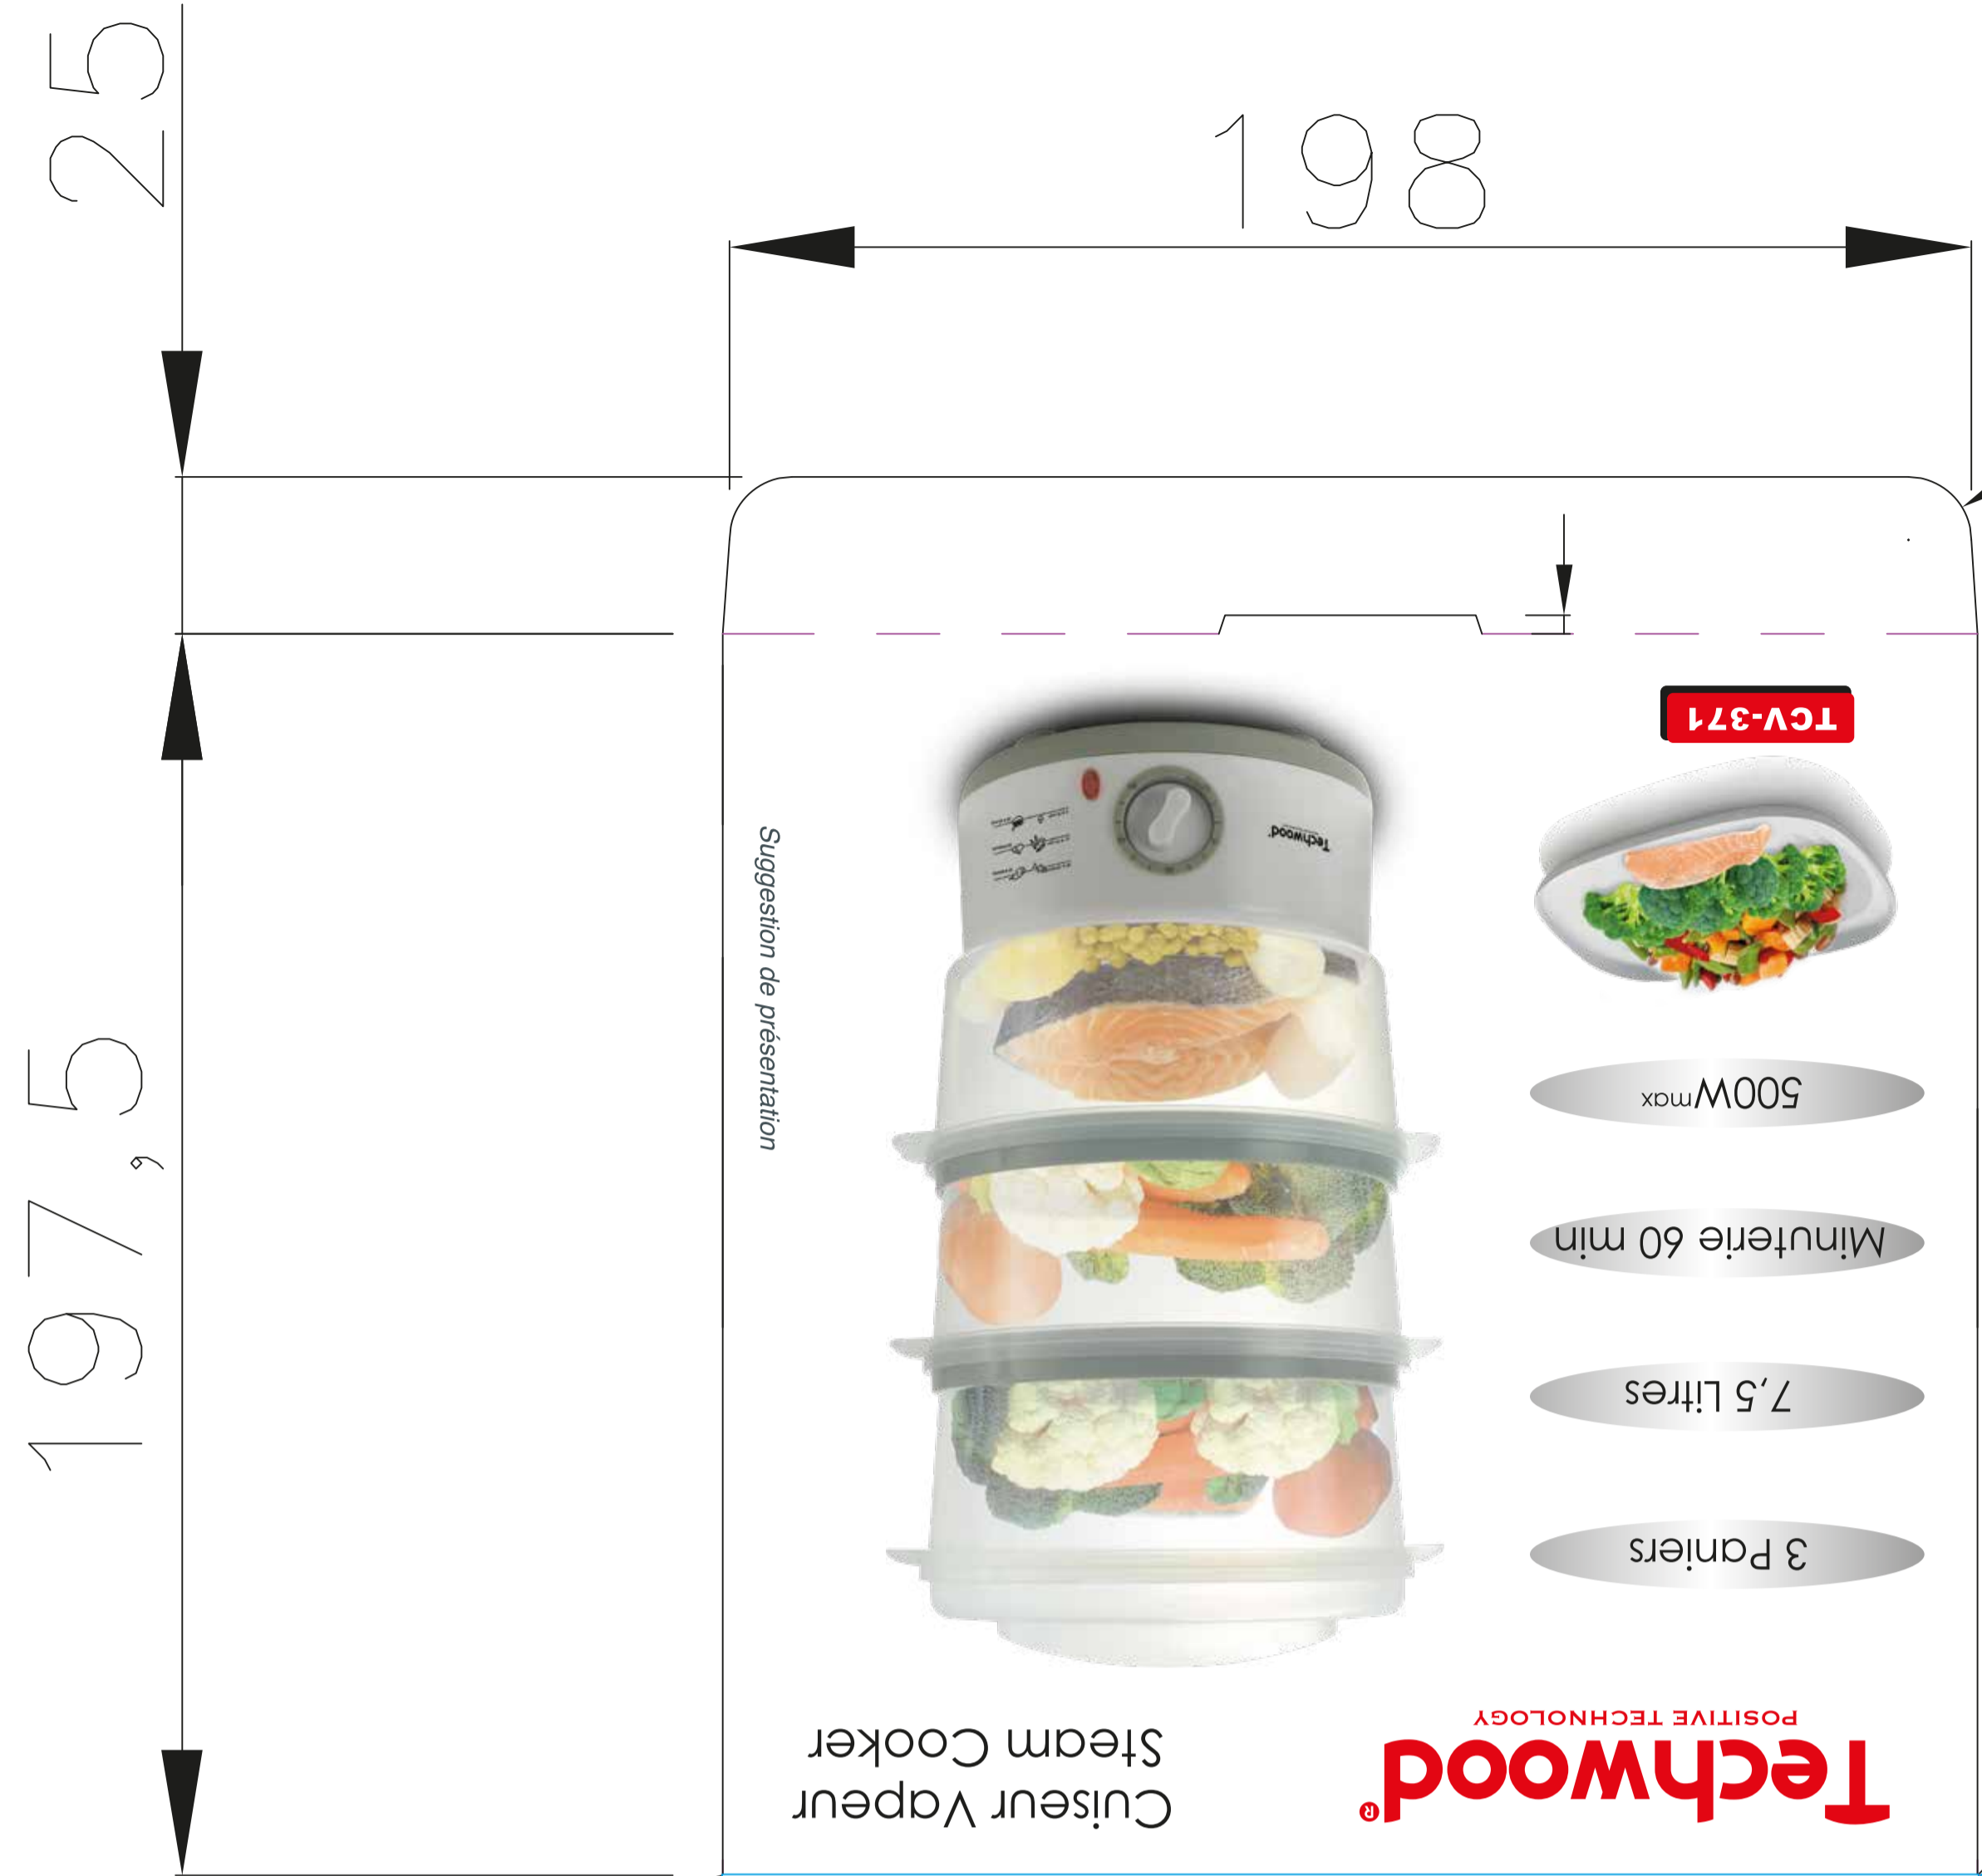 25
198
197,5
Techwood®
POSITIVE TECHNOLOGY
Cuiseur Vapeur
Steam Cooker
3 Paniers
7,5 Litres
Minuterie 60 min
500Wmax
TCV-371
Suggestion de présentation
Techwood